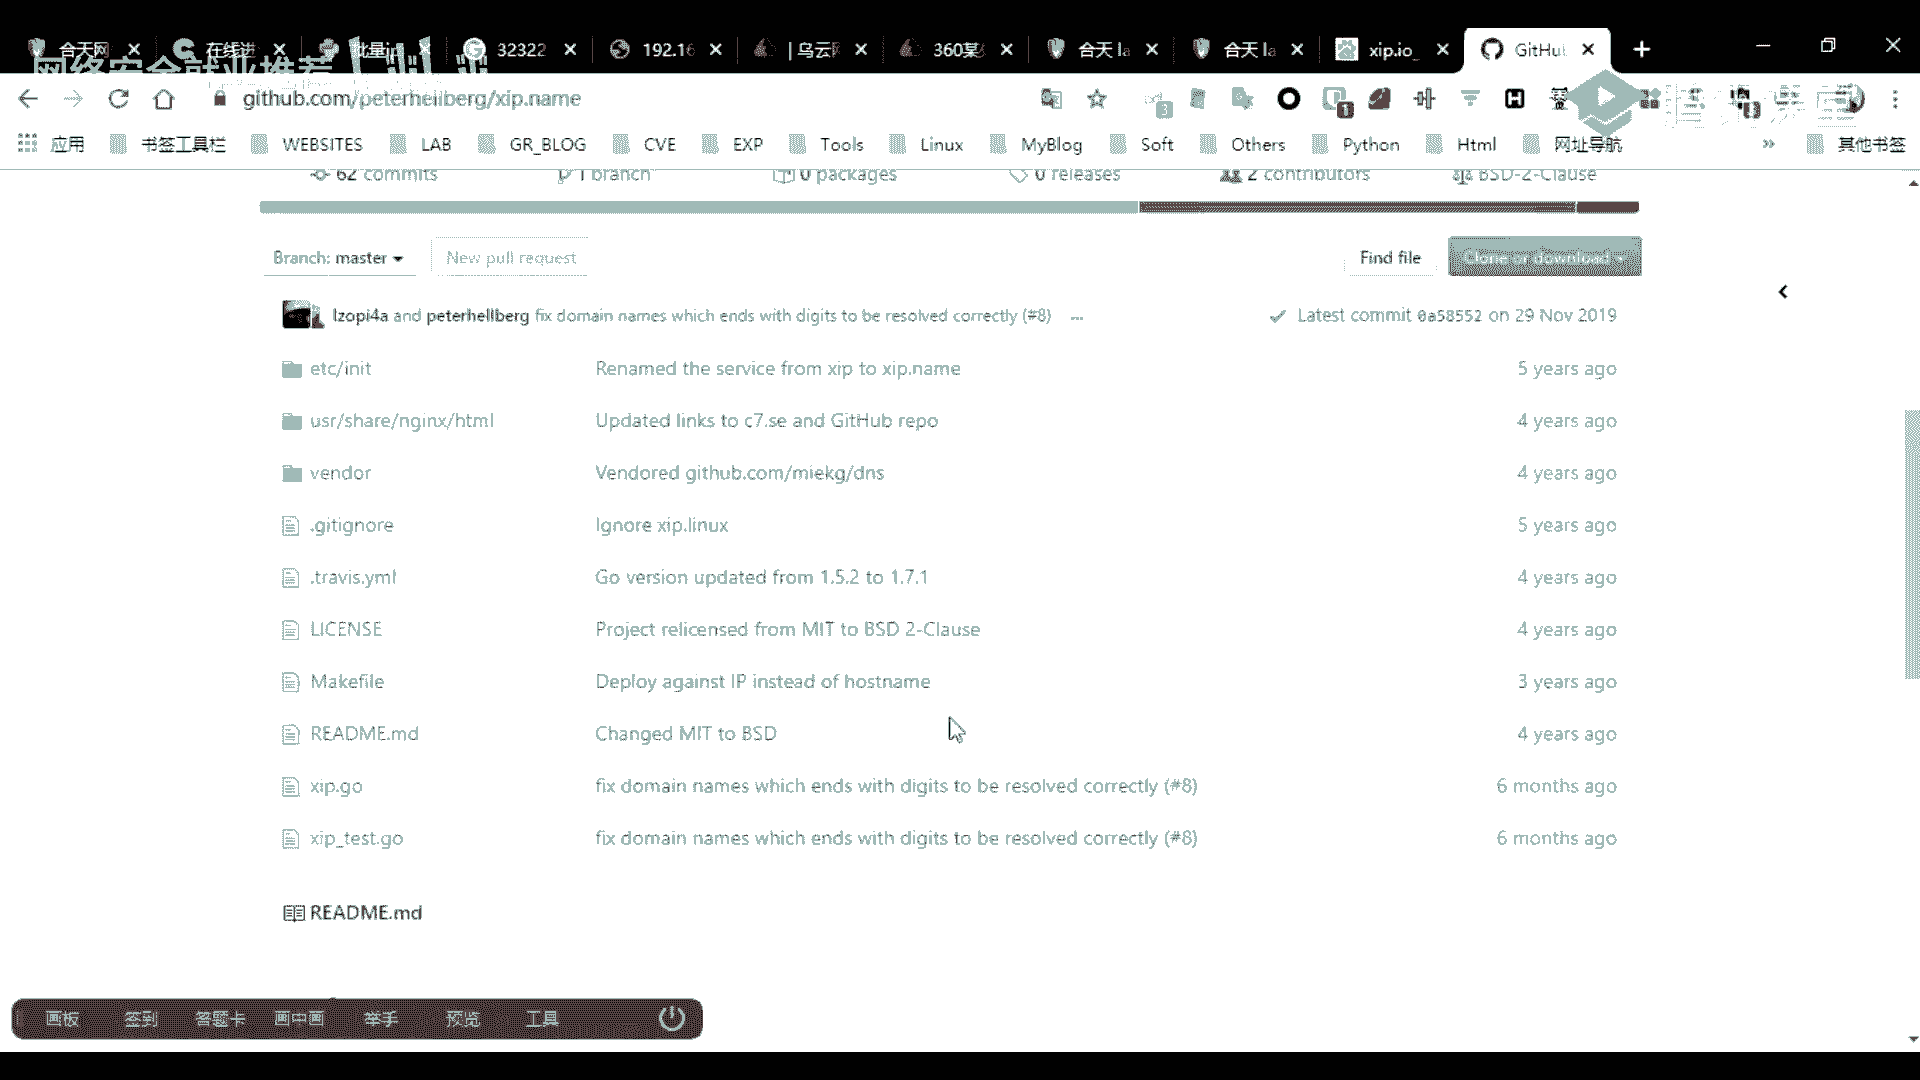 合天网 在线进 批量i 32322 192.16 | 乌云 360某 合天 la 合天 la xip.io_ GitHu
网络安全就业推荐
github.com/peterhellberg/xip.name
应用 书签工具栏 WEBSITES LAB GR_BLOG CVE EXP Tools Linux MyBlog Soft Others Python Html 网址导航 » 其他书签
62 commits 1 branch 0 packages 0 releases 2 contributors BSD-2-Clause
Branch: master New pull request Find file Clone or download
lzopi4a and peterhellberg fix domain names which ends with digits to be resolved correctly (#8) ... Latest commit 0a58552 on 29 Nov 2019
etc/init Renamed the service from xip to xip.name 5 years ago
usr/share/nginx/html Updated links to c7.se and GitHub repo 4 years ago
vendor Vendored github.com/miekg/dns 4 years ago
.gitignore Ignore xip.linux 5 years ago
.travis.yml Go version updated from 1.5.2 to 1.7.1 4 years ago
LICENSE Project relicensed from MIT to BSD 2-Clause 4 years ago
Makefile Deploy against IP instead of hostname 3 years ago
README.md Changed MIT to BSD 4 years ago
xip.go fix domain names which ends with digits to be resolved correctly (#8) 6 months ago
xip_test.go fix domain names which ends with digits to be resolved correctly (#8) 6 months ago
README.md
画板 签到 答题卡 画中画 举手 预览 工具